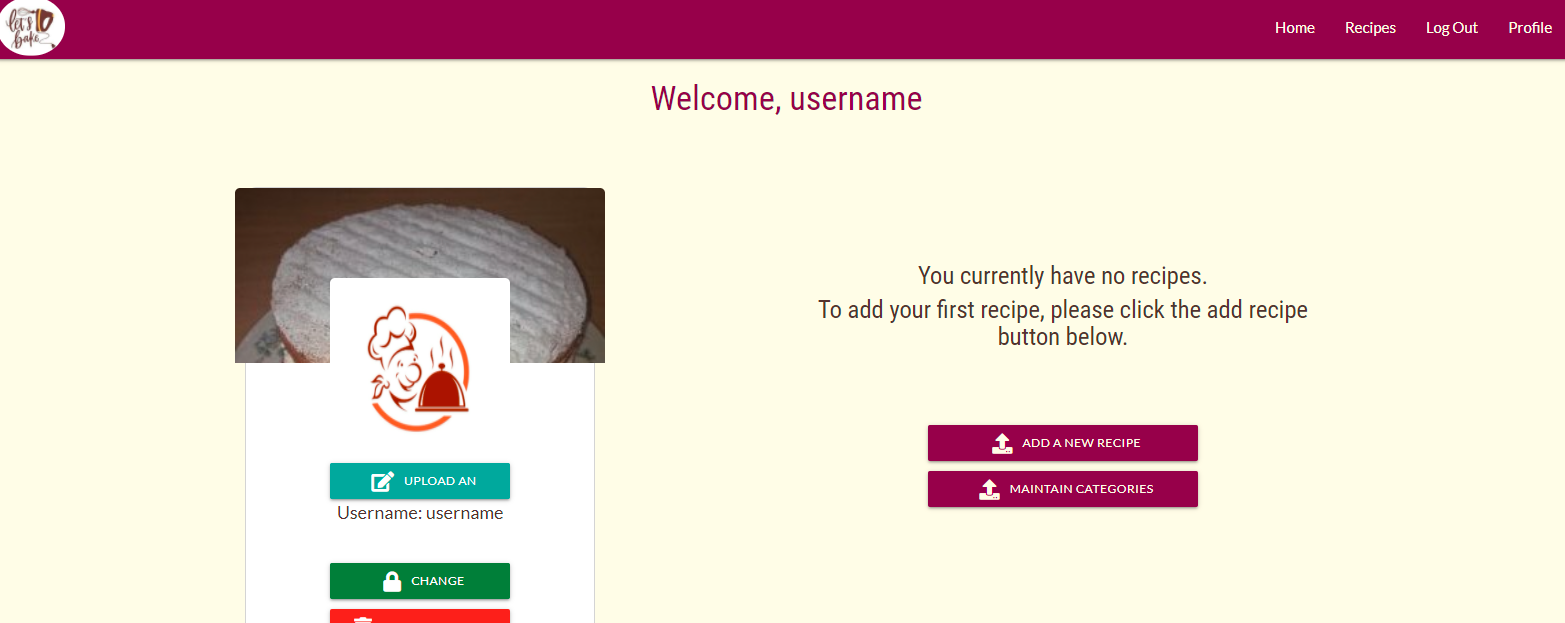 let's
bake
Home
Recipes
Log Out
Profile
Welcome, username
UPLOAD AN
Username: username
CHANGE
You currently have no recipes.
To add your first recipe, please click the add recipe
button below.
ADD A NEW RECIPE
MAINTAIN CATEGORIES